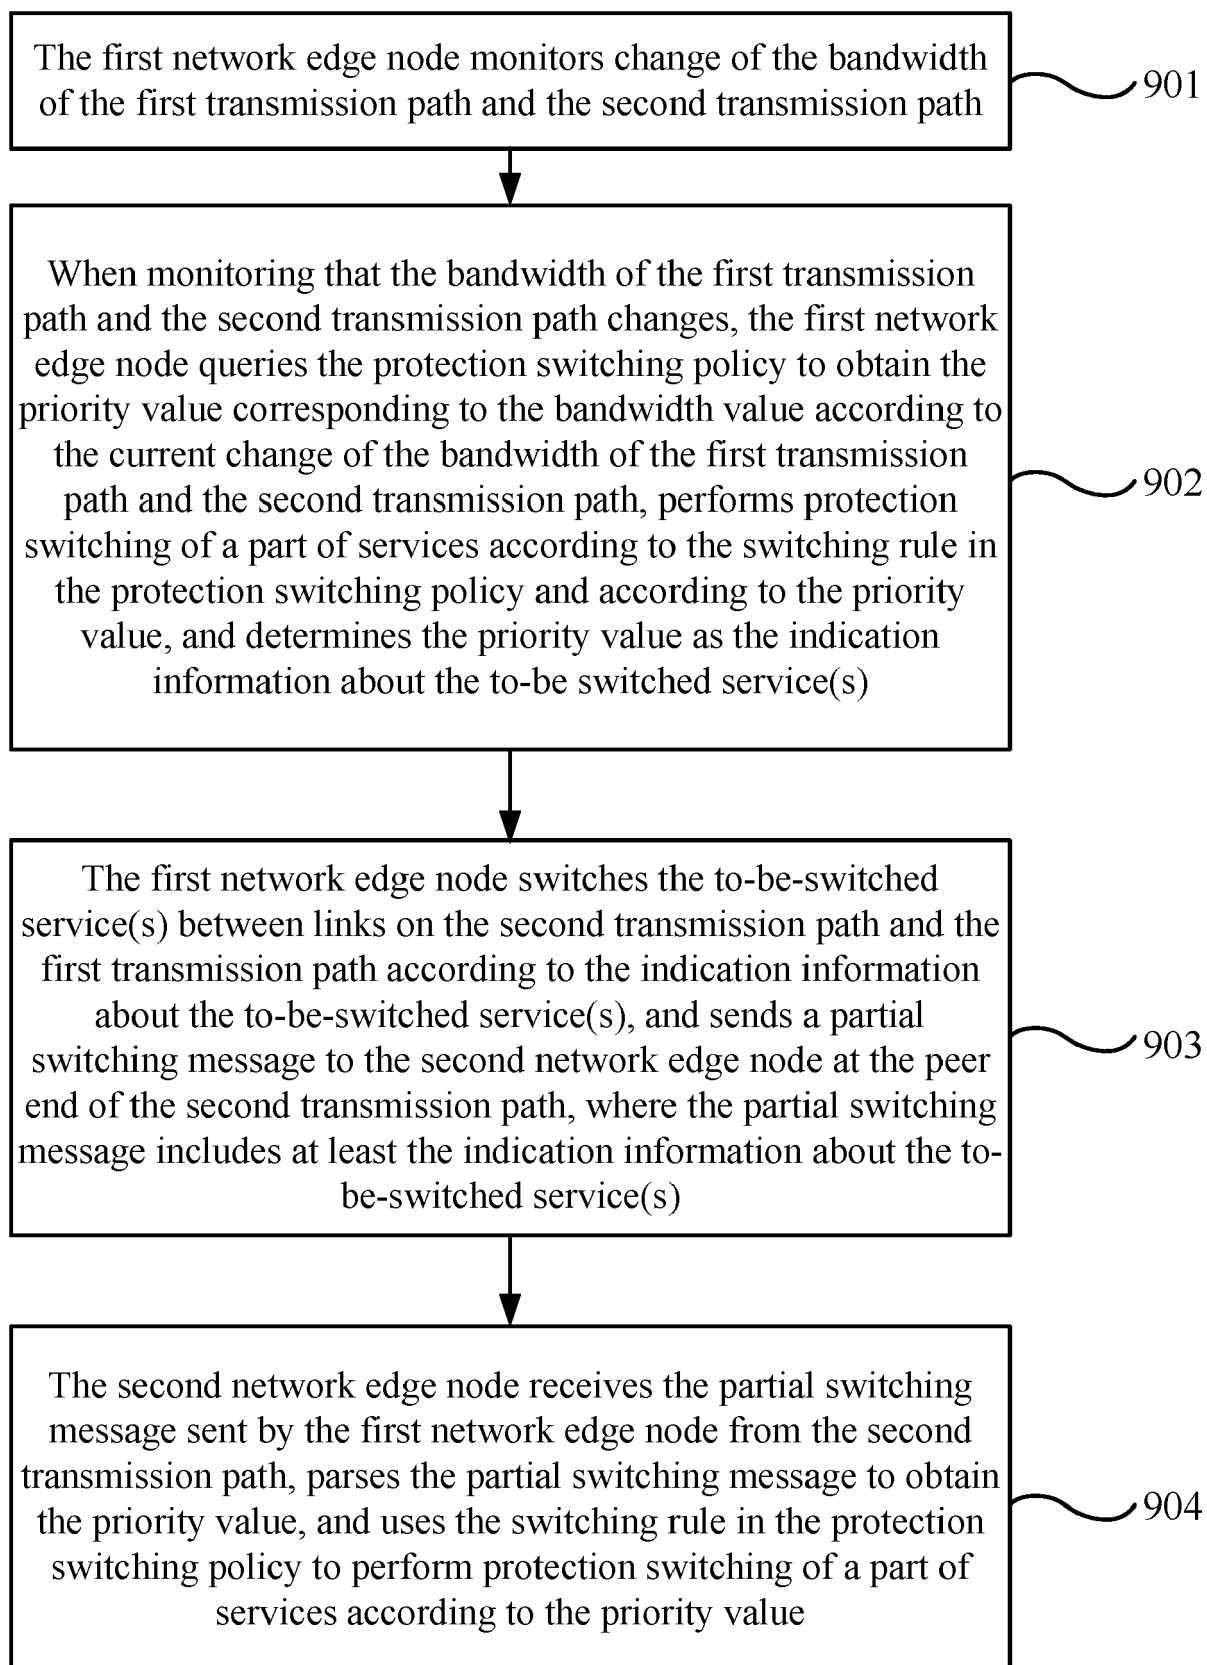 The first network edge node monitors change of the bandwidth
of the first transmission path and the second transmission path
901
When monitoring that the bandwidth of the first transmission
path and the second transmission path changes, the first network
edge node queries the protection switching policy to obtain the
priority value corresponding to the bandwidth value according to
the current change of the bandwidth of the first transmission
path and the second transmission path, performs protection
switching of a part of services according to the switching rule in
the protection switching policy and according to the priority
value, and determines the priority value as the indication
information about the to-be switched service(s)
902
The first network edge node switches the to-be-switched
service(s) between links on the second transmission path and the
first transmission path according to the indication information
about the to-be-switched service(s), and sends a partial
switching message to the second network edge node at the peer
end of the second transmission path, where the partial switching
message includes at least the indication information about the to-
be-switched service(s)
903
The second network edge node receives the partial switching
message sent by the first network edge node from the second
transmission path, parses the partial switching message to obtain
the priority value, and uses the switching rule in the protection
switching policy to perform protection switching of a part of
services according to the priority value
904